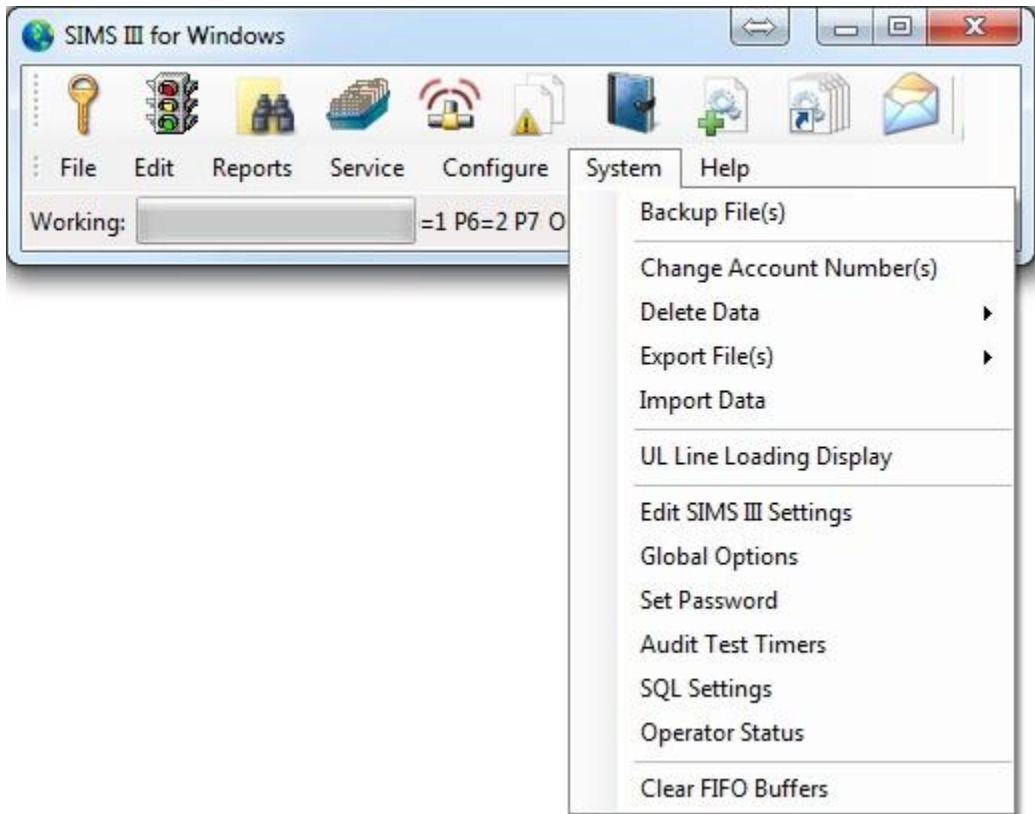 SIMS III for Windows
File Edit Reports Service Configure System Help
Working: =1 P6=2 P7 O
Backup File(s)
Change Account Number(s)
Delete Data
Export File(s)
Import Data
UL Line Loading Display
Edit SIMS III Settings
Global Options
Set Password
Audit Test Timers
SQL Settings
Operator Status
Clear FIFO Buffers